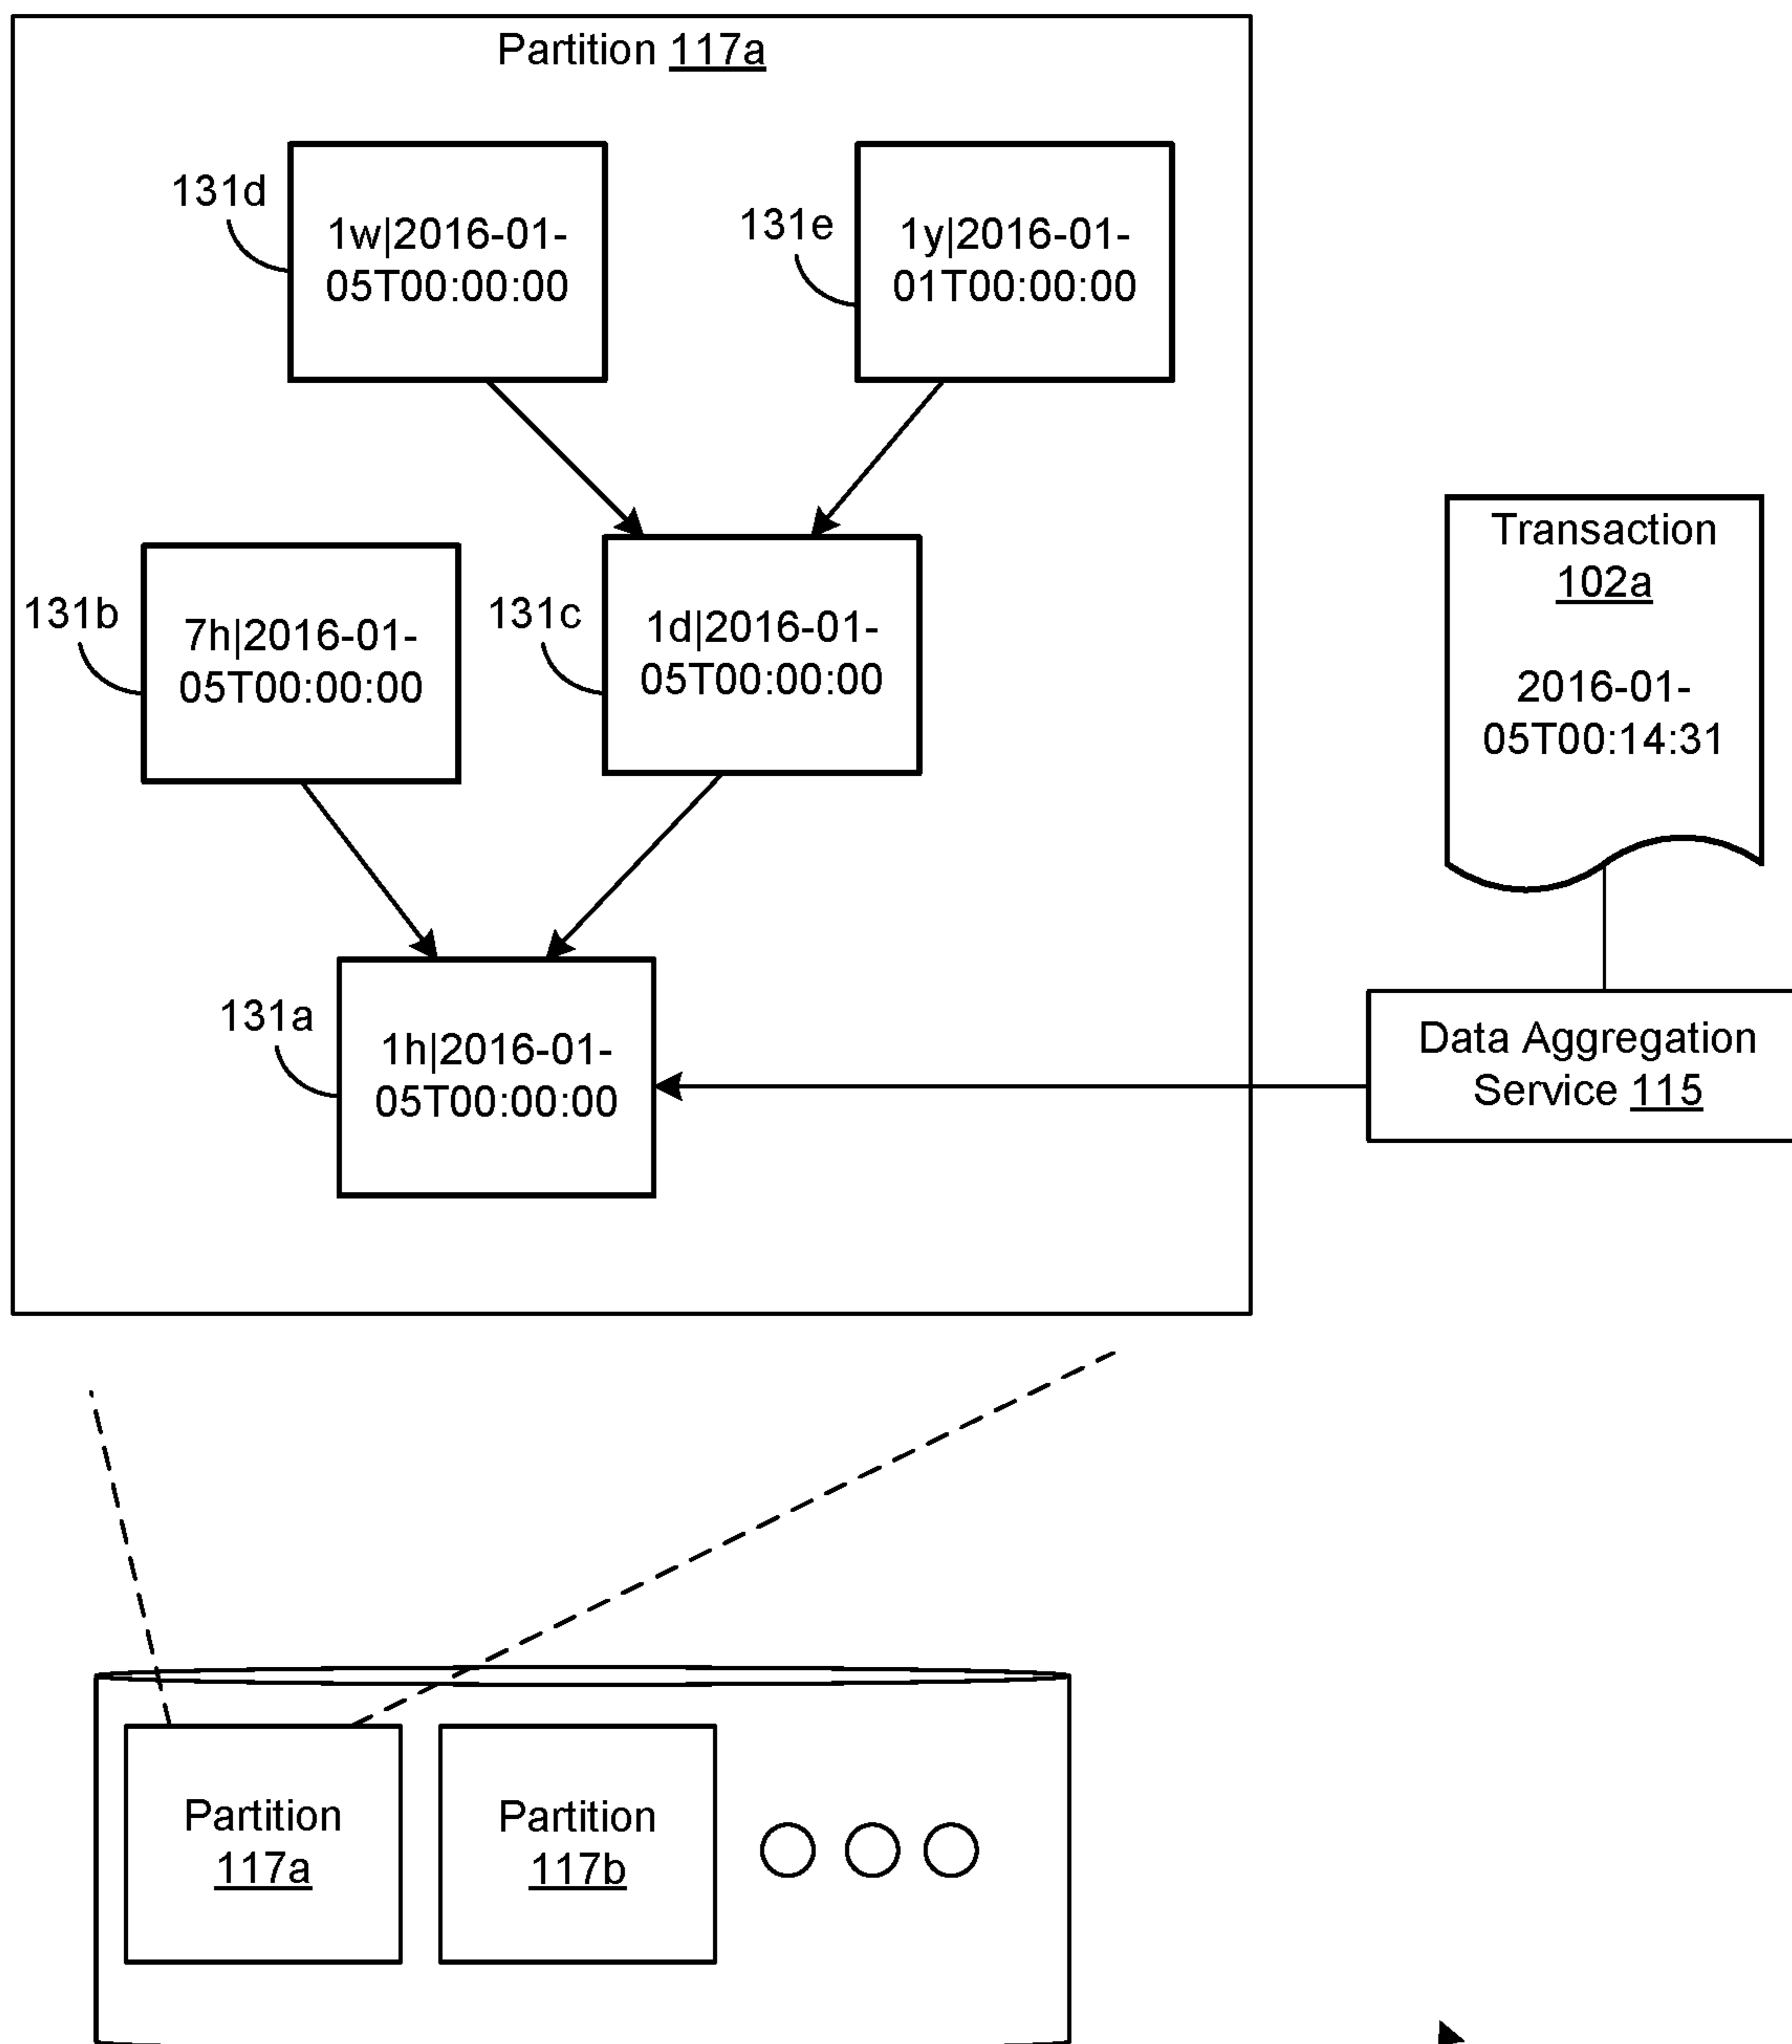 Partition 117a
131d
1w|2016-01-
05T00:00:00
131e
1y|2016-01-
01T00:00:00
131b
7h|2016-01-
05T00:00:00
131c
1d|2016-01-
05T00:00:00
Transaction
102a
2016-01-
05T00:14:31
131a
1h|2016-01-
05T00:00:00
Data Aggregation
Service 115
Partition
117a
Partition
117b